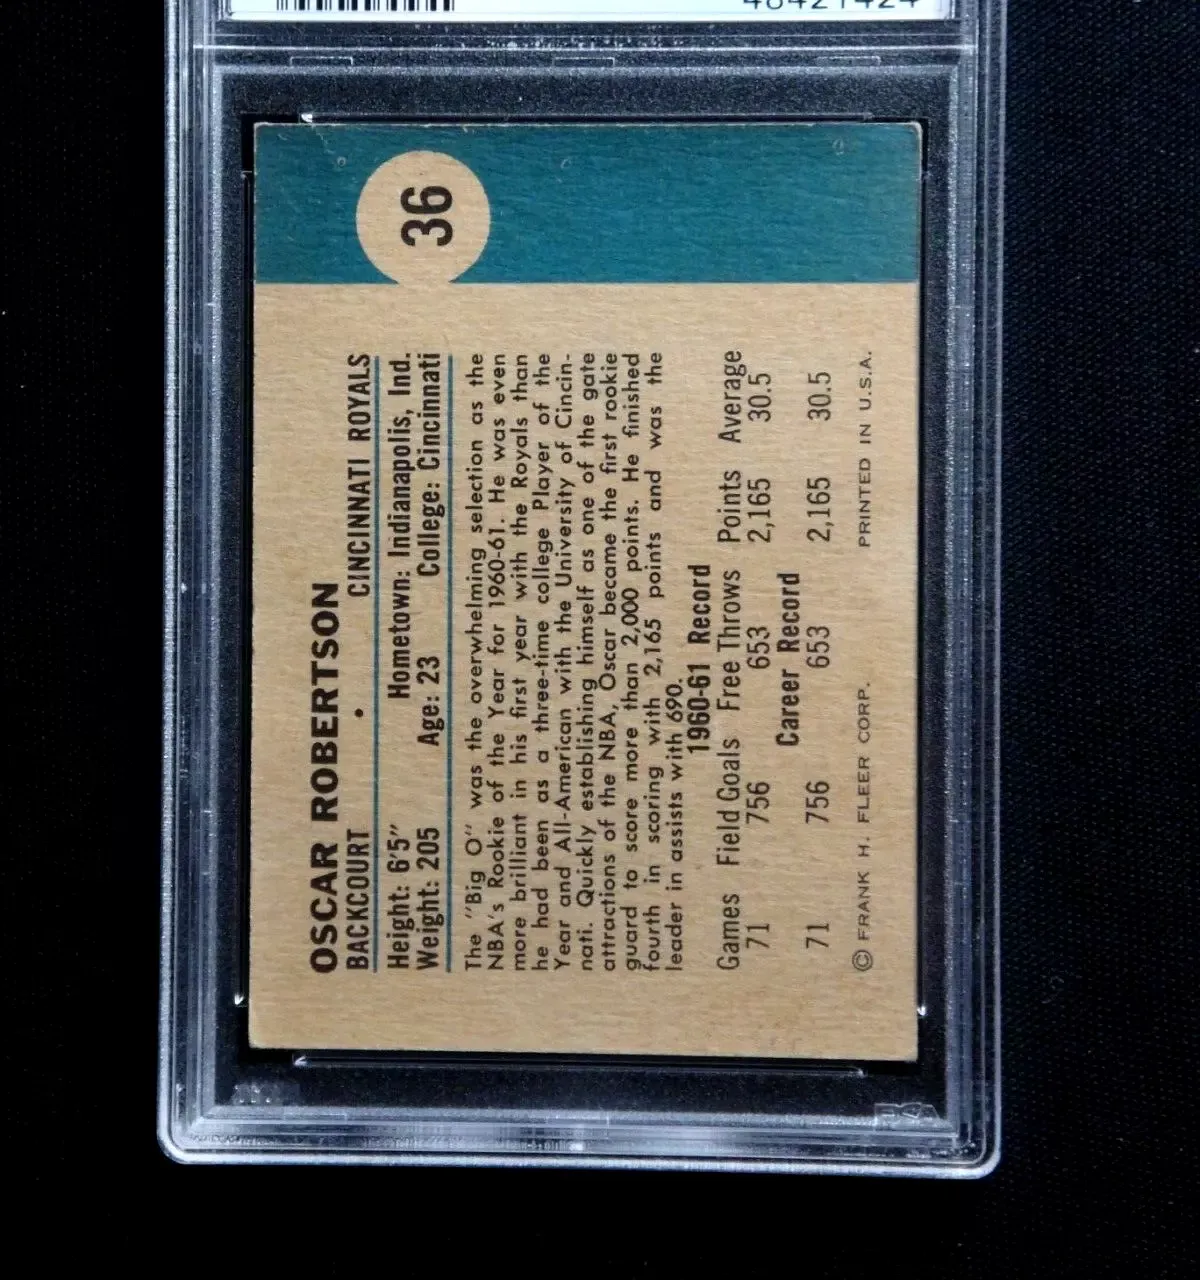 36
OSCAR ROBERTSON
BACKCOURT • CINCINNATI ROYALS
Height: 6'5" Hometown: Indianapolis, Ind.
Weight: 205 Age: 23 College: Cincinnati
The "Big O" was the overwhelming selection as the
NBA's Rookie of the Year for 1960-61. He was even
more brilliant in his first year with the Royals than
he had been as a three-time college Player of the
Year and All-American with the University of Cincin-
nati. Quickly establishing himself as one of the gate
attractions of the NBA, Oscar became the first rookie
guard to score more than 2,000 points. He finished
fourth in scoring with 2,165 points and was the
leader in assists with 690.
1960-61 Record
Games Field Goals Free Throws Points Average
71 756 653 2,165 30.5
Career Record
71 756 653 2,165 30.5
© FRANK H. FLEER CORP. PRINTED IN U.S.A.